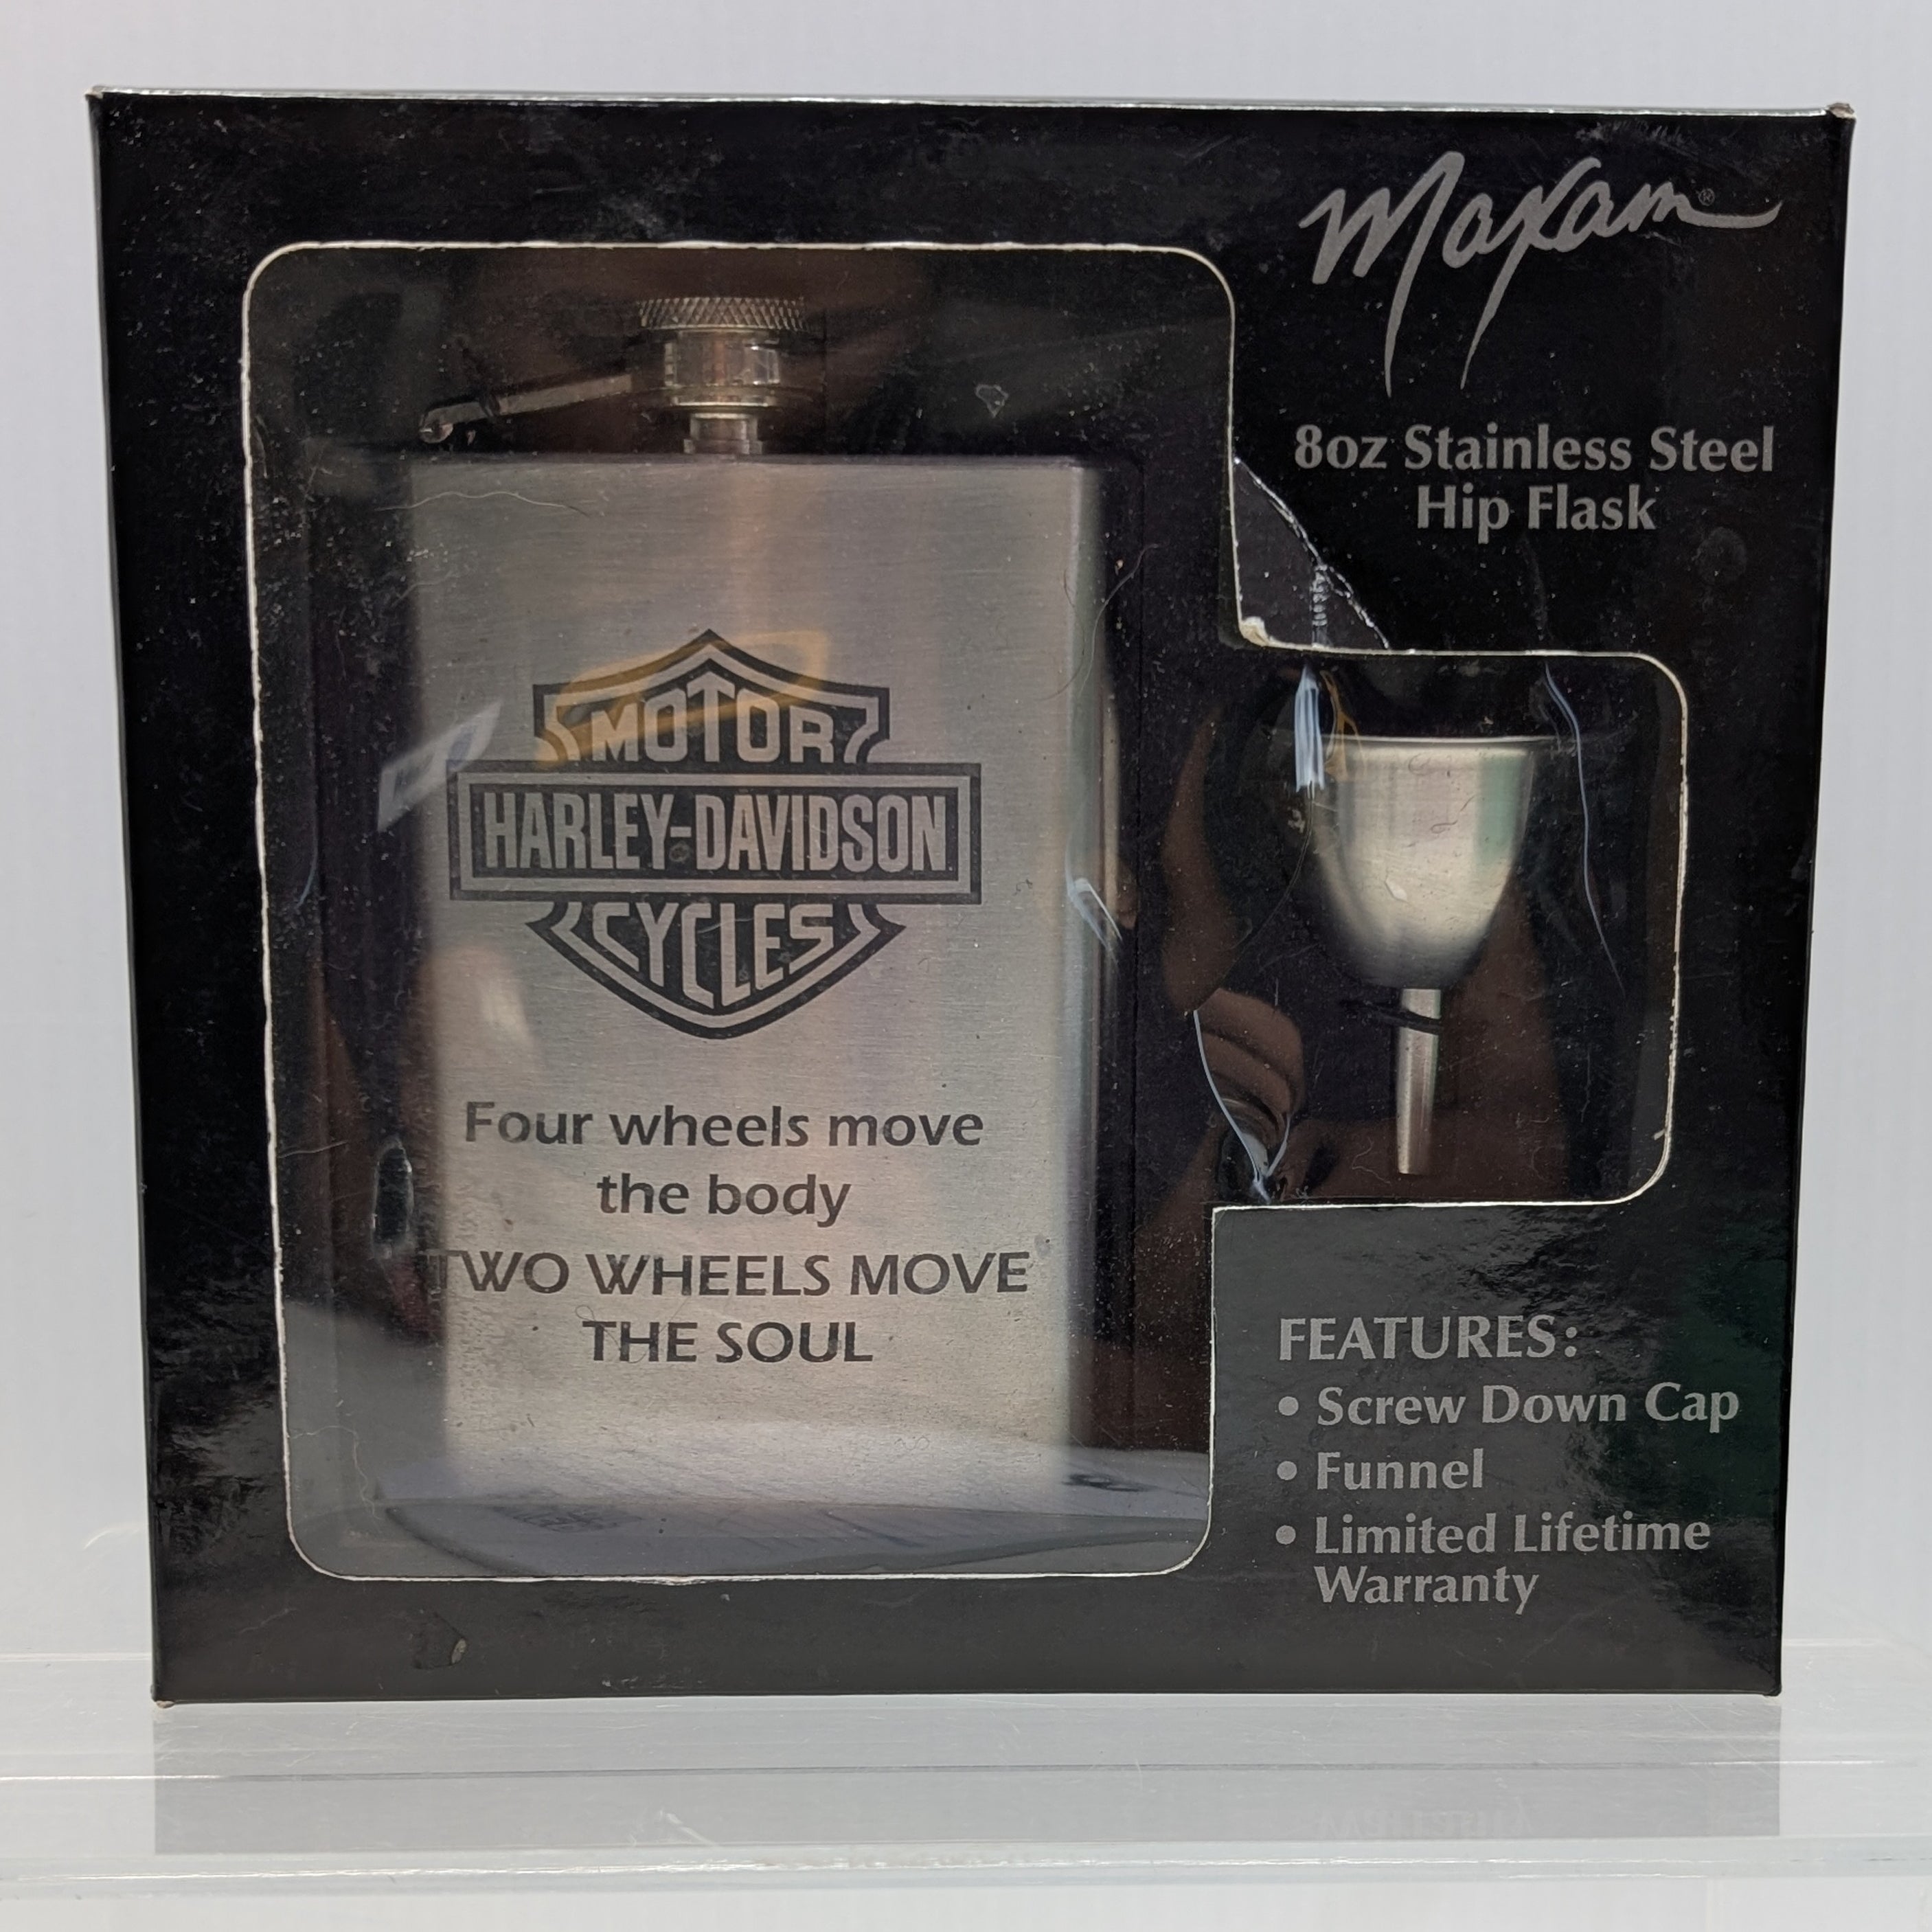 Maxam®
8oz Stainless Steel
Hip Flask
MOTOR
HARLEY-DAVIDSON
CYCLES
Four wheels move
the body
TWO WHEELS MOVE
THE SOUL
FEATURES:
• Screw Down Cap
• Funnel
• Limited Lifetime
Warranty